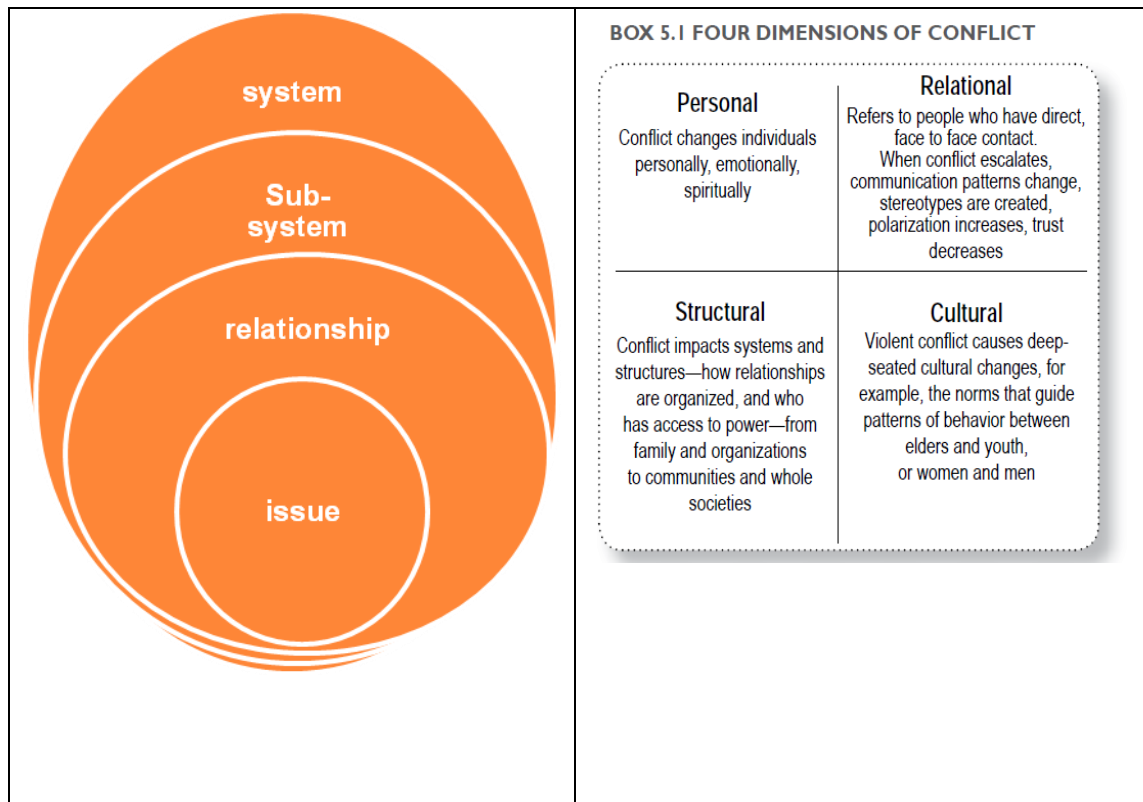 system
Sub-
system
relationship
issue
BOX 5.1 FOUR DIMENSIONS OF CONFLICT
Personal
Conflict changes individuals
personally, emotionally,
spiritually
Relational
Refers to people who have direct,
face to face contact.
When conflict escalates,
communication patterns change,
stereotypes are created,
polarization increases, trust
decreases
Structural
Conflict impacts systems and
structures—how relationships
are organized, and who
has access to power—from
family and organizations
to communities and whole
societies
Cultural
Violent conflict causes deep-
seated cultural changes, for
example, the norms that guide
patterns of behavior between
elders and youth,
or women and men